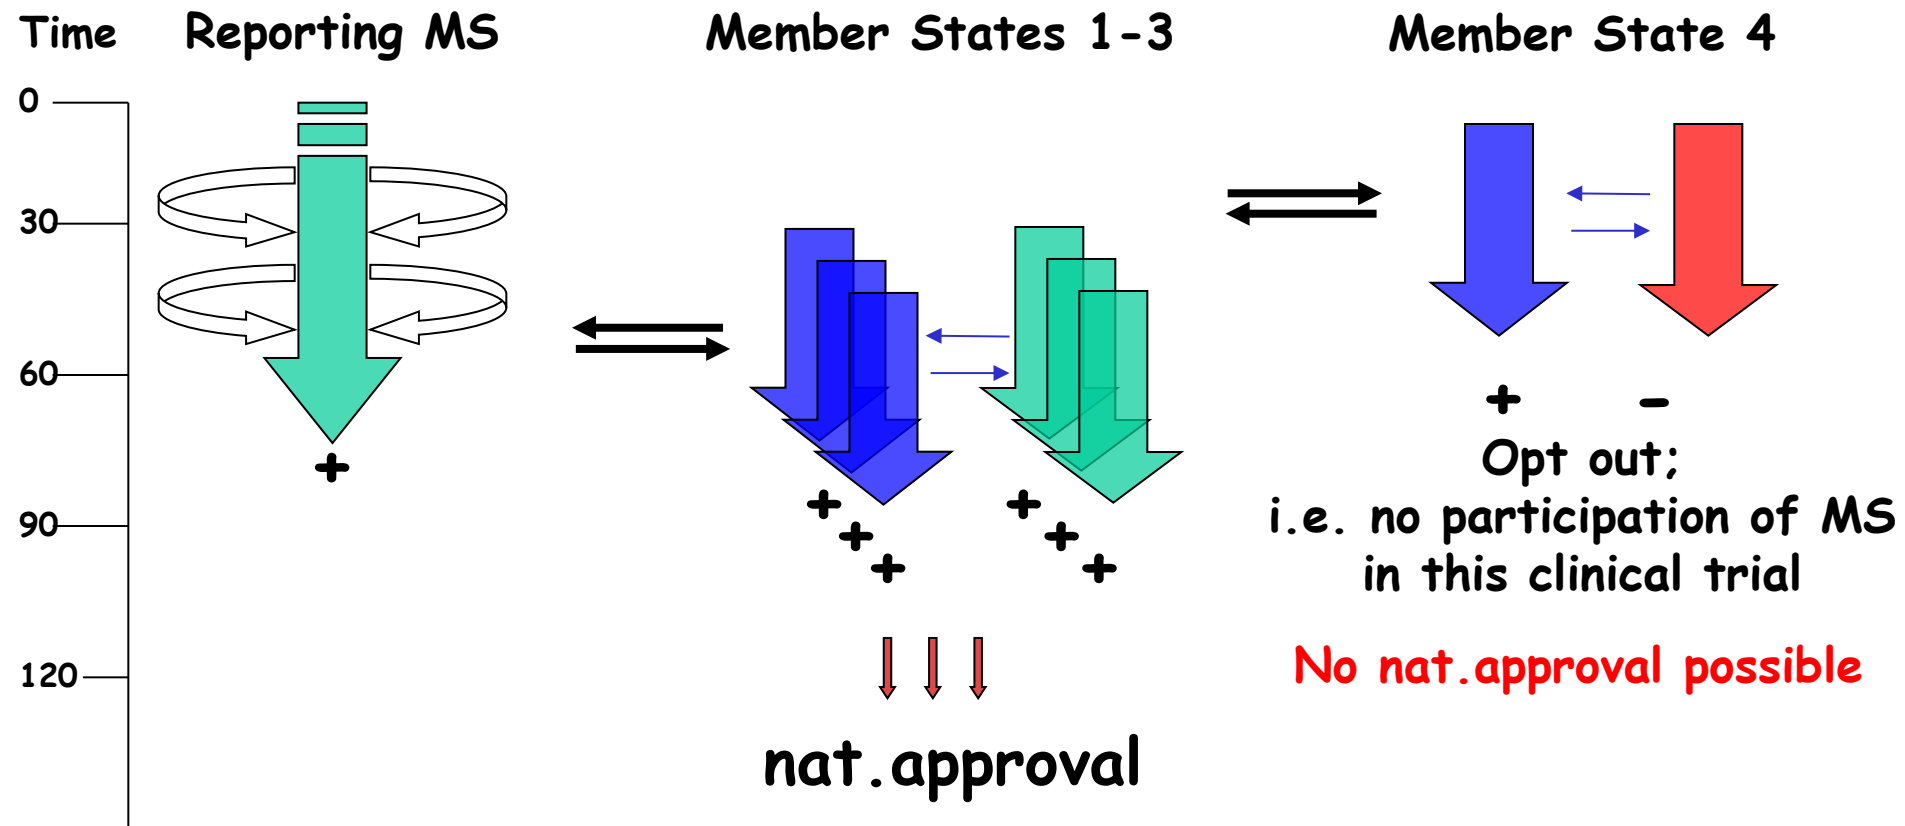 Time
Reporting MS
Member States 1-3
Member State 4
0
30
60
90
120
+
+
+
+
+
+
+
nat.approval
+ -
Opt out;
i.e. no participation of MS
in this clinical trial
No nat.approval possible